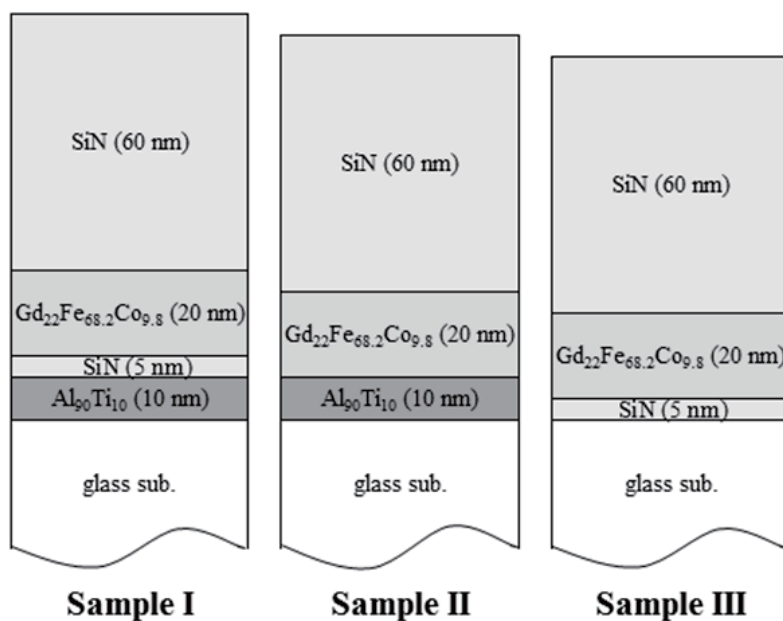 SiN (60 nm)
Gd₂₂Fe₆₈.₂Co₉.₈ (20 nm)
SiN (5 nm)
Al₉₀Ti₁₀ (10 nm)
glass sub.
Sample I
SiN (60 nm)
Gd₂₂Fe₆₈.₂Co₉.₈ (20 nm)
Al₉₀Ti₁₀ (10 nm)
glass sub.
Sample II
SiN (60 nm)
Gd₂₂Fe₆₈.₂Co₉.₈ (20 nm)
SiN (5 nm)
glass sub.
Sample III